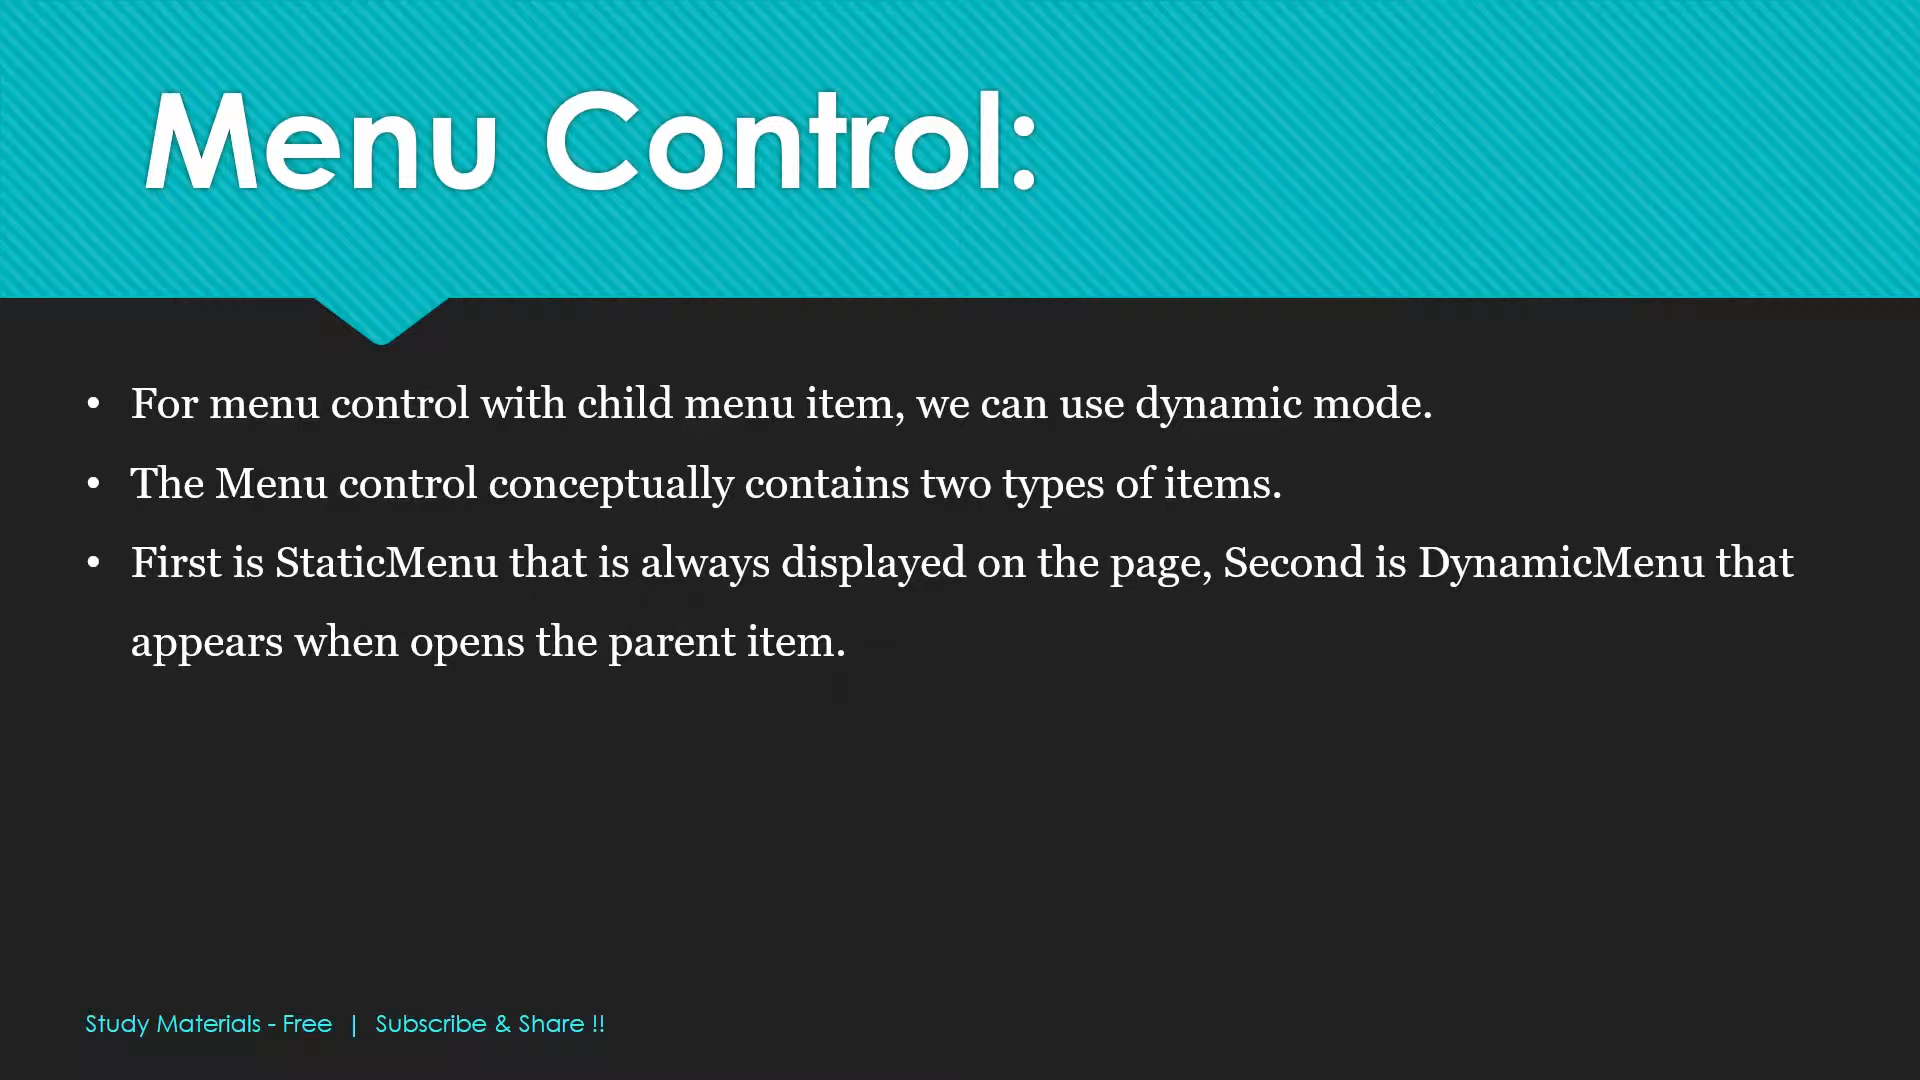 Menu Control:
• For menu control with child menu item, we can use dynamic mode.
• The Menu control conceptually contains two types of items.
• First is StaticMenu that is always displayed on the page, Second is DynamicMenu that
appears when opens the parent item.
Study Materials - Free | Subscribe & Share !!